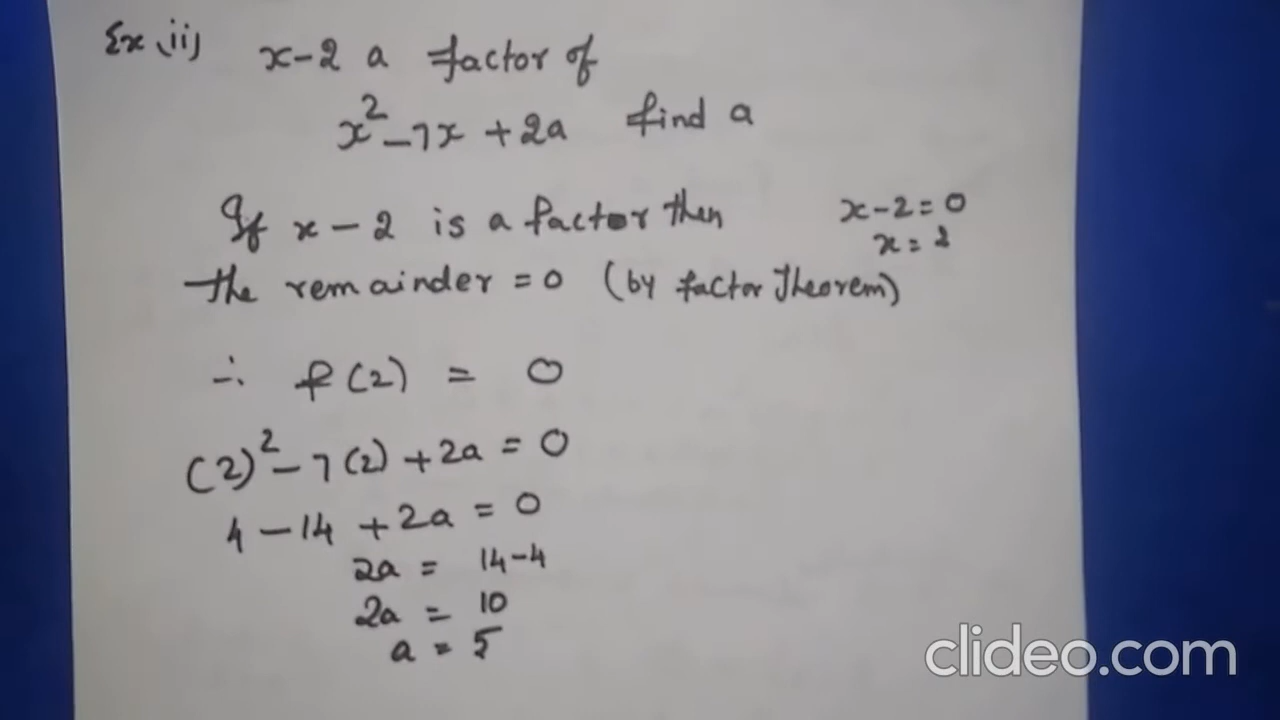 Ex ii)
x-2 a factor of
x²-7x+2a find a
If x-2 is a factor then
x-2=0
x=2
the remainder=0 (by factor Theorem)
∴ f(2) = 0
(2)²-7(2)+2a=0
4-14+2a=0
2a = 14-4
2a = 10
a = 5
clideo.com